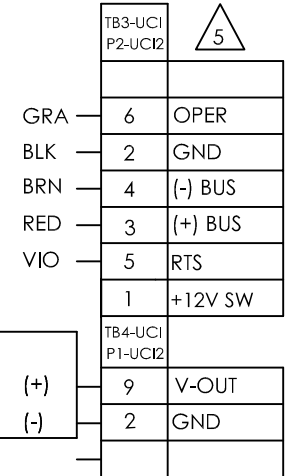 TB3-UCI
P2-UCI2
5
GRA 6 OPER
BLK 2 GND
BRN 4 (-) BUS
RED 3 (+) BUS
VIO 5 RTS
1 +12V SW
TB4-UCI
P1-UCI2
(+) 9 V-OUT
(-) 2 GND